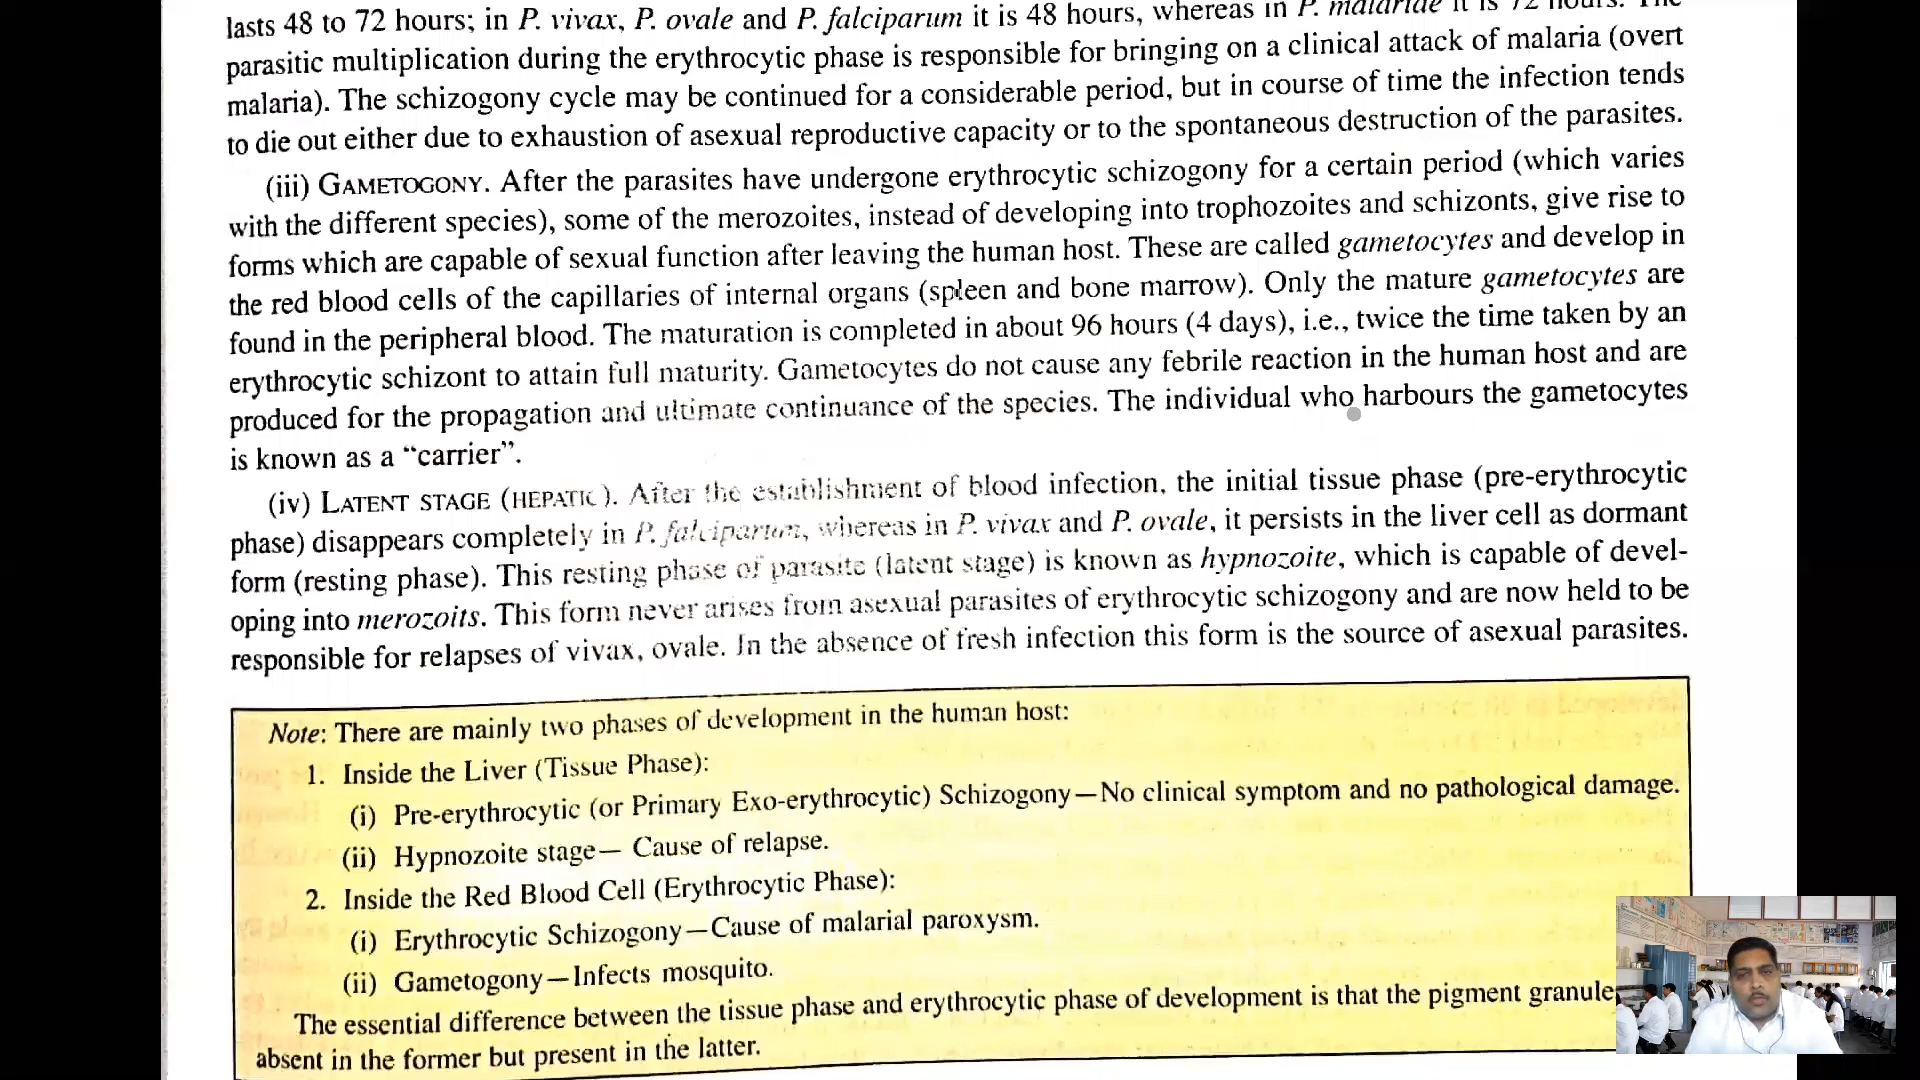 lasts 48 to 72 hours; in P. vivax, P. ovale and P. falciparum it is 48 hours, whereas in P. malariae it is 72 hours. The
parasitic multiplication during the erythrocytic phase is responsible for bringing on a clinical attack of malaria (overt
malaria). The schizogony cycle may be continued for a considerable period, but in course of time the infection tends
to die out either due to exhaustion of asexual reproductive capacity or to the spontaneous destruction of the parasites.
(iii) GAMETOGONY. After the parasites have undergone erythrocytic schizogony for a certain period (which varies
with the different species), some of the merozoites, instead of developing into trophozoites and schizonts, give rise to
forms which are capable of sexual function after leaving the human host. These are called gametocytes and develop in
the red blood cells of the capillaries of internal organs (spleen and bone marrow). Only the mature gametocytes are
found in the peripheral blood. The maturation is completed in about 96 hours (4 days), i.e., twice the time taken by an
erythrocytic schizont to attain full maturity. Gametocytes do not cause any febrile reaction in the human host and are
produced for the propagation and ultimate continuance of the species. The individual who harbours the gametocytes
is known as a “carrier”.
(iv) LATENT STAGE (HEPATIC). After the establishment of blood infection, the initial tissue phase (pre-erythrocytic
phase) disappears completely in P. falciparum, whereas in P. vivax and P. ovale, it persists in the liver cell as dormant
form (resting phase). This resting phase of parasite (latent stage) is known as hypnozoite, which is capable of devel-
oping into merozoits. This form never arises from asexual parasites of erythrocytic schizogony and are now held to be
responsible for relapses of vivax, ovale. In the absence of fresh infection this form is the source of asexual parasites.
Note: There are mainly two phases of development in the human host:
1. Inside the Liver (Tissue Phase):
(i) Pre-erythrocytic (or Primary Exo-erythrocytic) Schizogony—No clinical symptom and no pathological damage.
(ii) Hypnozoite stage— Cause of relapse.
2. Inside the Red Blood Cell (Erythrocytic Phase):
(i) Erythrocytic Schizogony—Cause of malarial paroxysm.
(ii) Gametogony—Infects mosquito.
The essential difference between the tissue phase and erythrocytic phase of development is that the pigment granule
absent in the former but present in the latter.